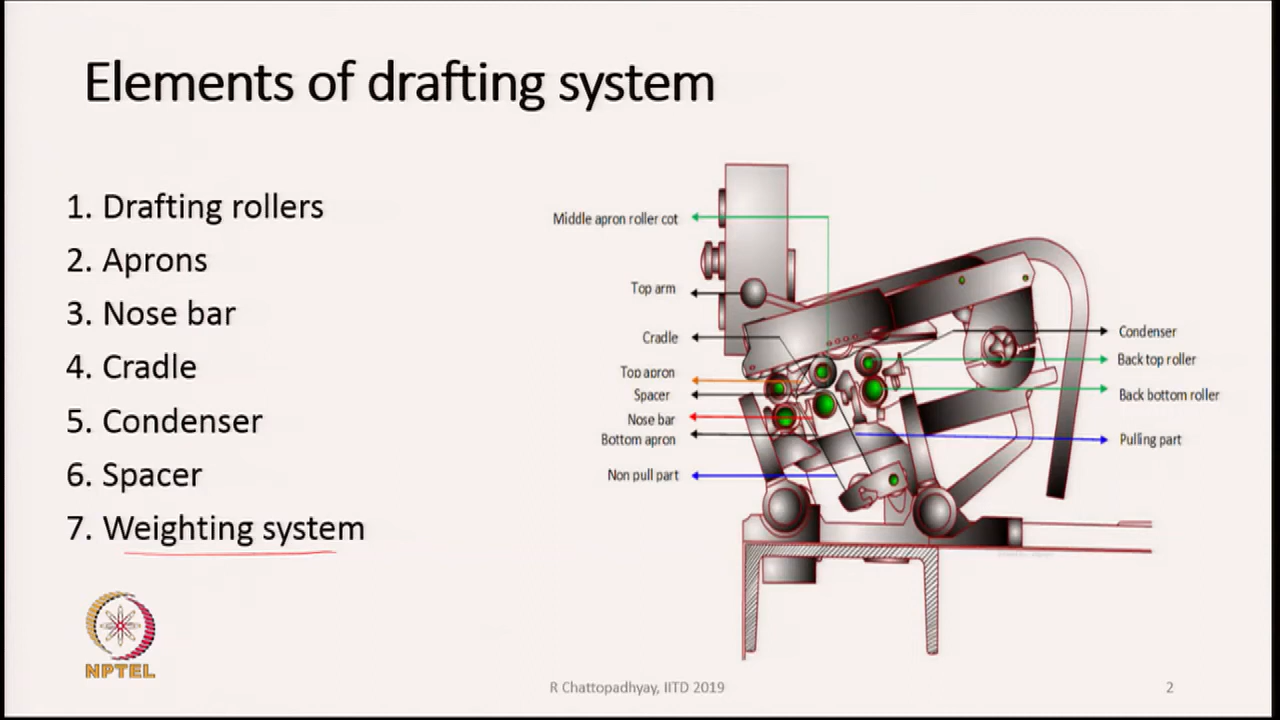 Elements of drafting system
1. Drafting rollers
2. Aprons
3. Nose bar
4. Cradle
5. Condenser
6. Spacer
7. Weighting system
Middle apron roller cot
Top arm
Cradle
Top apron
Spacer
Nose bar
Bottom apron
Non pull part
Condenser
Back top roller
Back bottom roller
Pulling part
NPTEL
R Chattopadhyay, IITD 2019
2